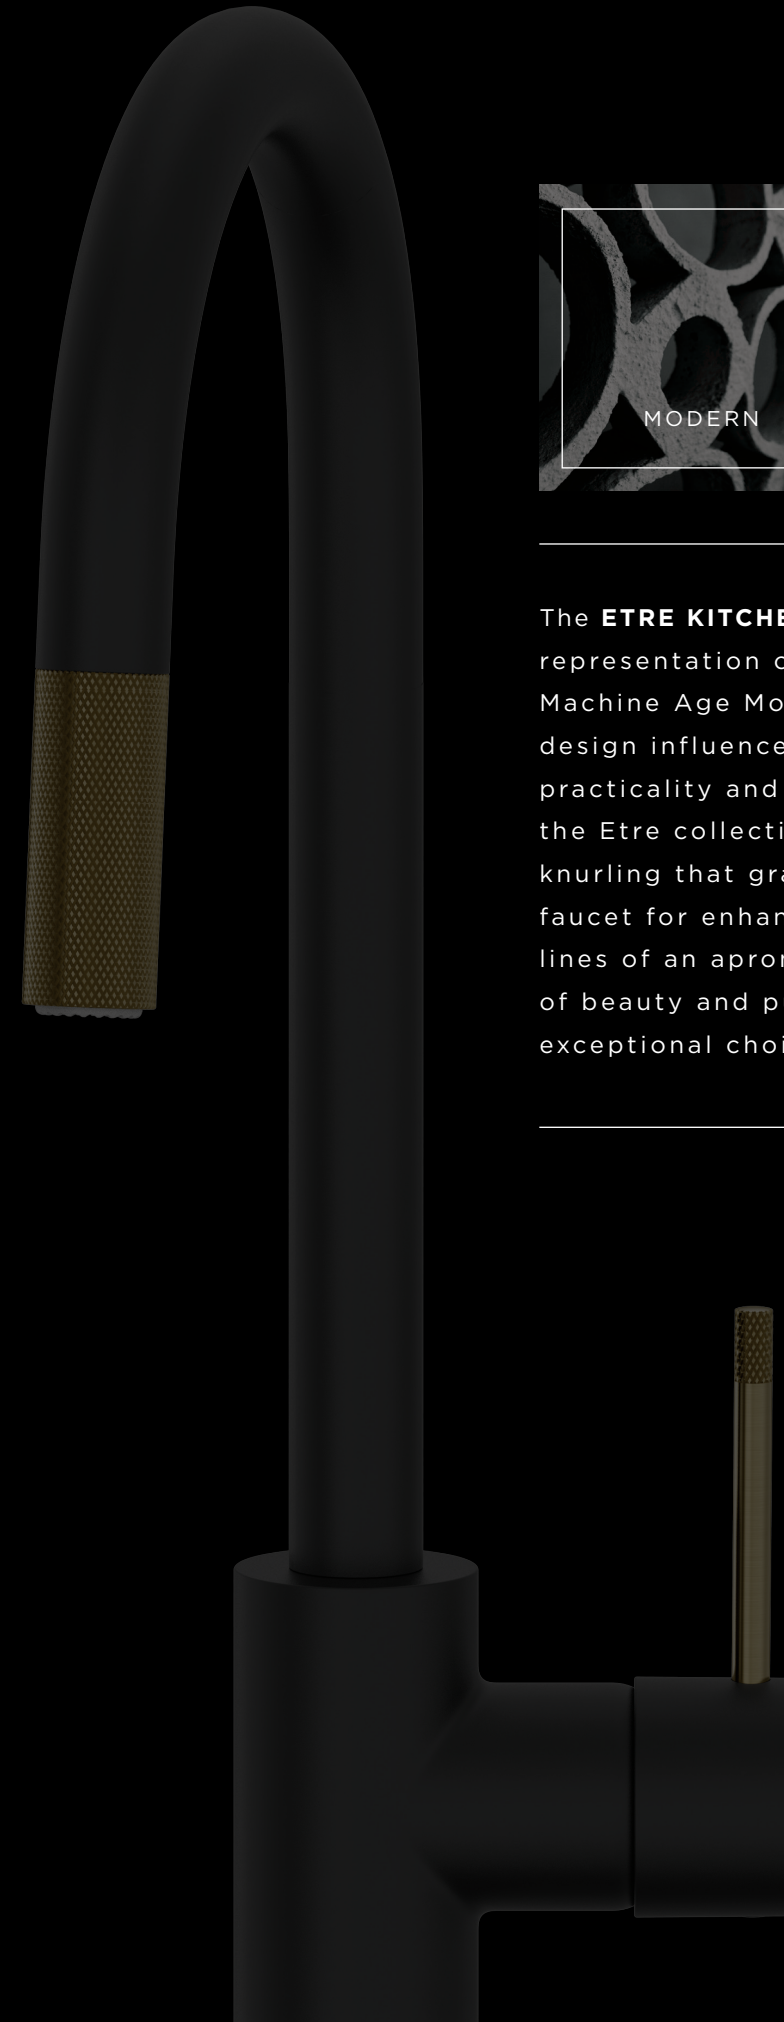 MODERN
The ETRE KITCHE
representation
Machine Age Mo
design influence
practicality and
the Etre collecti
knurling that gra
faucet for enhan
lines of an apron
of beauty and p
exceptional choi